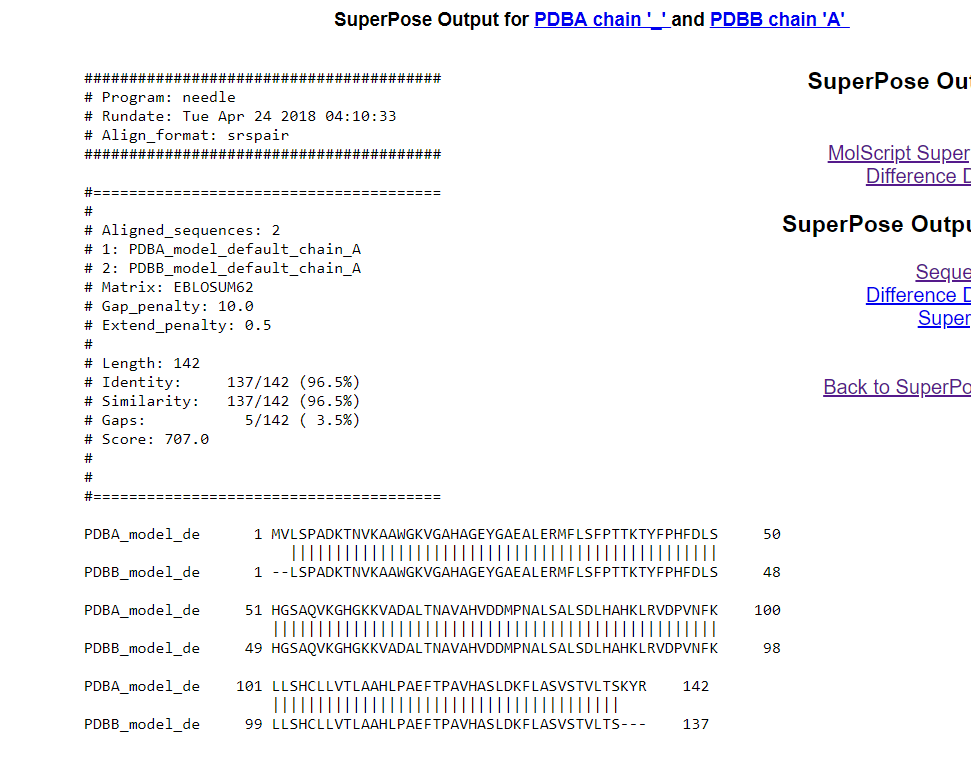 SuperPose Output for PDBA chain '_' and PDBB chain 'A'
########################################
# Program: needle
# Rundate: Tue Apr 24 2018 04:10:33
# Align_format: srspair
########################################
#=======================================
#
# Aligned_sequences: 2
# 1: PDBA_model_default_chain_A
# 2: PDBB_model_default_chain_A
# Matrix: EBLOSUM62
# Gap_penalty: 10.0
# Extend_penalty: 0.5
#
# Length: 142
# Identity:     137/142 (96.5%)
# Similarity:   137/142 (96.5%)
# Gaps:           5/142 ( 3.5%)
# Score: 707.0
#
#
#=======================================
PDBA_model_de      1 MVLSPADKTNVKAAWGKVGAHAGEYGAEALERMFLSFPTTKTYFPHFDLS     50
                       ||||||||||||||||||||||||||||||||||||||||||||||||
PDBB_model_de      1 --LSPADKTNVKAAWGKVGAHAGEYGAEALERMFLSFPTTKTYFPHFDLS     48
PDBA_model_de     51 HGSAQVKGHGKKVADALTNAVAHVDDMPNALSALSDLHAHKLRVDPVNFK    100
                     ||||||||||||||||||||||||||||||||||||||||||||||||||
PDBB_model_de     49 HGSAQVKGHGKKVADALTNAVAHVDDMPNALSALSDLHAHKLRVDPVNFK     98
PDBA_model_de    101 LLSHCLLVTLAAHLPAEFTPAVHASLDKFLASVSTVLTSKYR    142
                     |||||||||||||||||||||||||||||||||||||||
PDBB_model_de     99 LLSHCLLVTLAAHLPAEFTPAVHASLDKFLASVSTVLTS---    137
SuperPose Out
MolScript Super
Difference D
SuperPose Outpu
Seque
Difference D
Super
Back to SuperPo